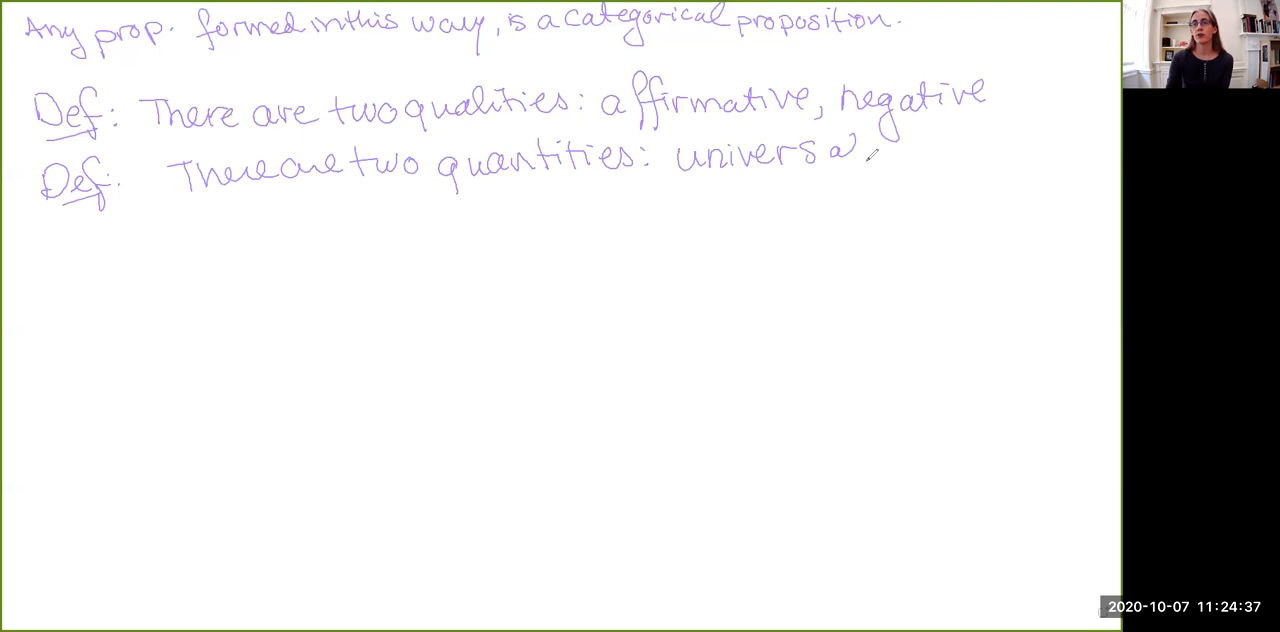 Any prop. formed in this way, is a categorical proposition.
Def: There are two qualities: affirmative, negative
Def: There are two quantities: universa
2020-10-07 11:24:37